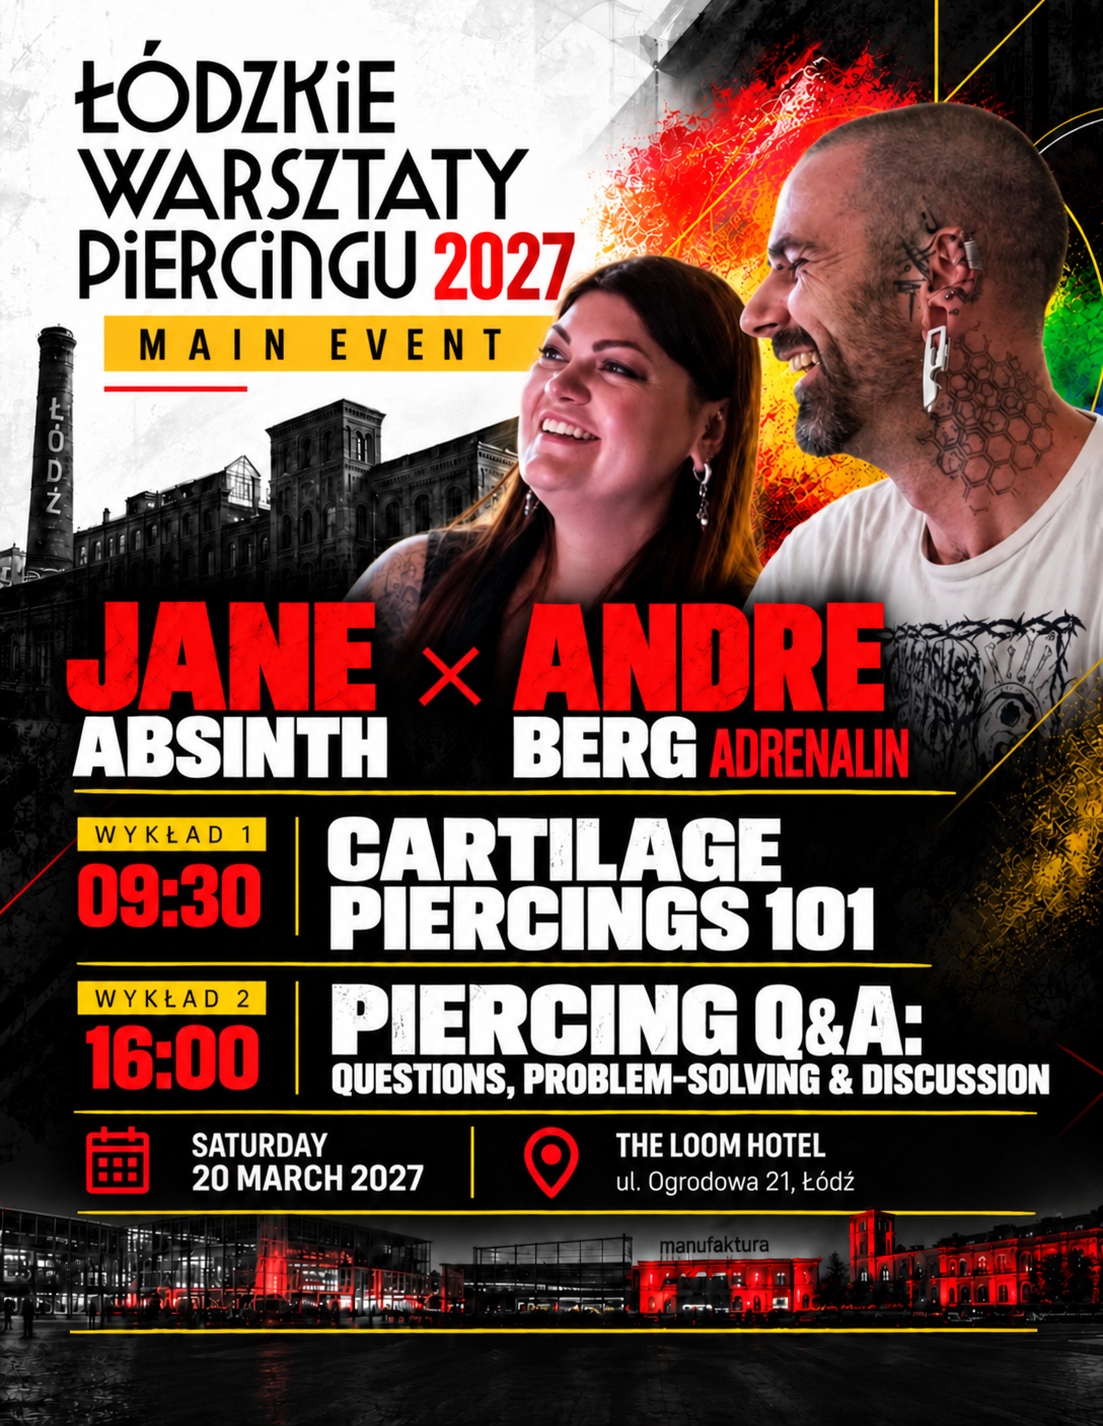 ŁÓDZKiE
WARSZTATY
PiERCiNGU 2027
MAIN EVENT
ŁÓDŹ
JANE × ANDRE
ABSINTH BERG ADRENALIN
WYKŁAD 1
09:30
CARTILAGE
PIERCINGS 101
WYKŁAD 2
16:00
PIERCING Q&A:
QUESTIONS, PROBLEM-SOLVING & DISCUSSION
SATURDAY
20 MARCH 2027
THE LOOM HOTEL
ul. Ogrodowa 21, Łódź
manufaktura